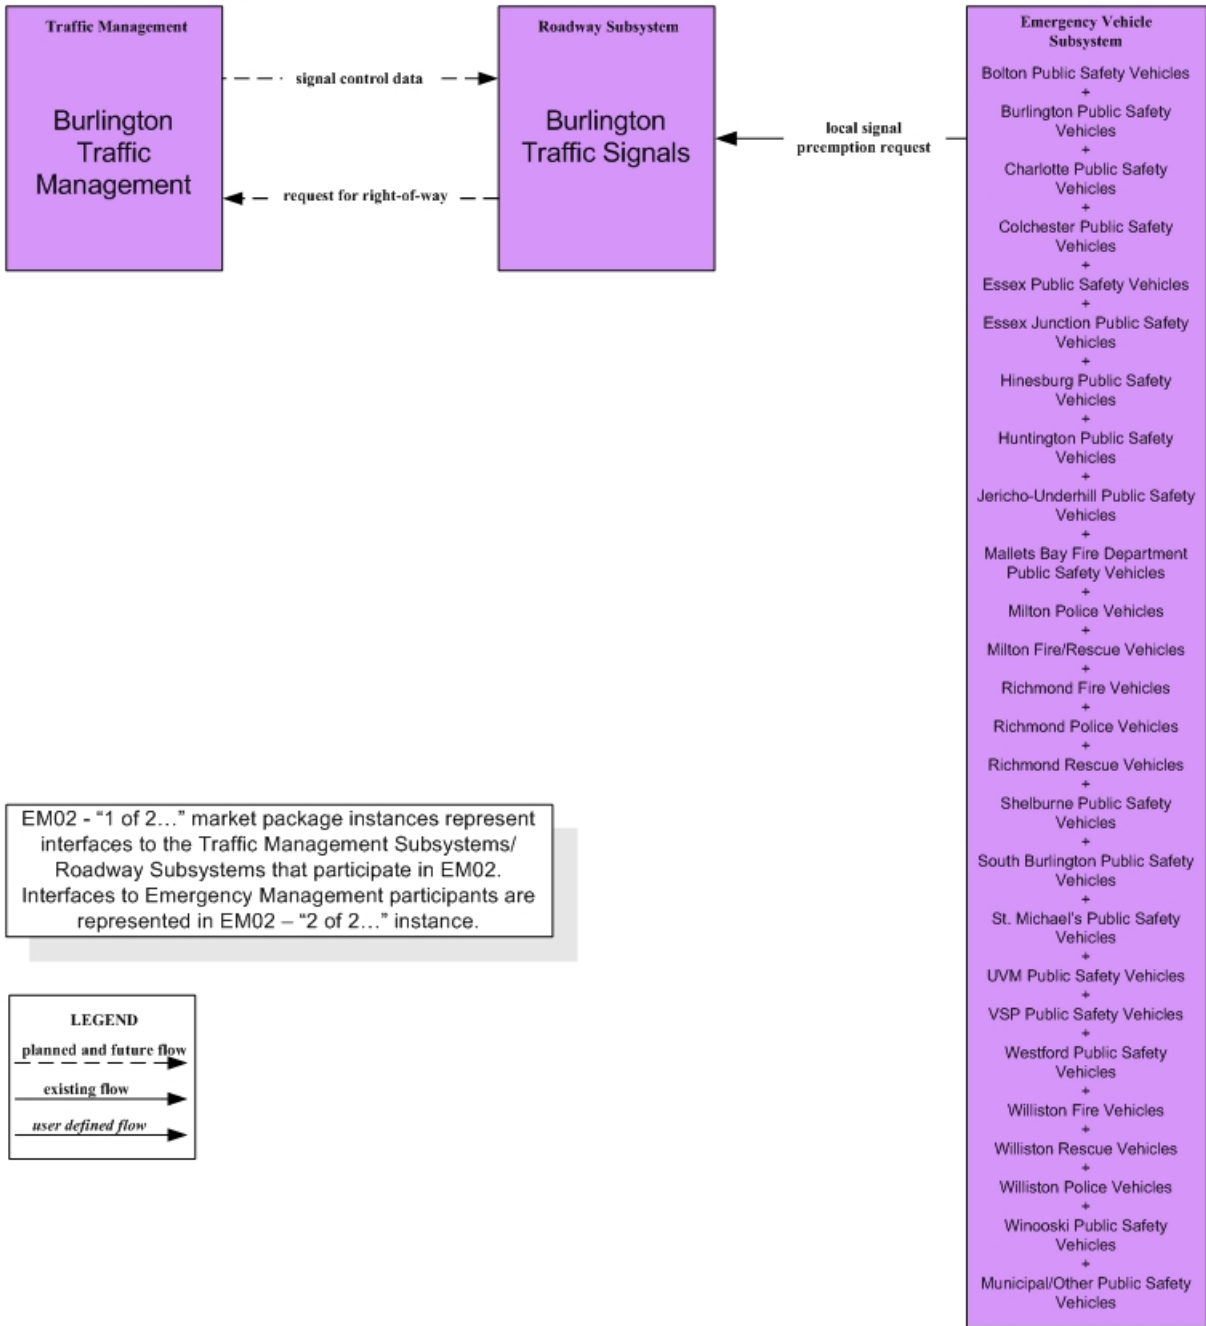 Traffic Management
Burlington
Traffic
Management
signal control data
request for right-of-way
Roadway Subsystem
Burlington
Traffic Signals
local signal
preemption request
Emergency Vehicle
Subsystem
Bolton Public Safety Vehicles
+
Burlington Public Safety
Vehicles
+
Charlotte Public Safety
Vehicles
+
Colchester Public Safety
Vehicles
+
Essex Public Safety Vehicles
+
Essex Junction Public Safety
Vehicles
+
Hinesburg Public Safety
Vehicles
+
Huntington Public Safety
Vehicles
+
Jericho-Underhill Public Safety
Vehicles
+
Mallets Bay Fire Department
Public Safety Vehicles
+
Milton Police Vehicles
+
Milton Fire/Rescue Vehicles
+
Richmond Fire Vehicles
+
Richmond Police Vehicles
+
Richmond Rescue Vehicles
+
Shelburne Public Safety
Vehicles
+
South Burlington Public Safety
Vehicles
+
St. Michael's Public Safety
Vehicles
+
UVM Public Safety Vehicles
+
VSP Public Safety Vehicles
+
Westford Public Safety
Vehicles
+
Williston Fire Vehicles
+
Williston Rescue Vehicles
+
Williston Police Vehicles
+
Winooski Public Safety
Vehicles
+
Municipal/Other Public Safety
Vehicles
EM02 - “1 of 2…” market package instances represent
interfaces to the Traffic Management Subsystems/
Roadway Subsystems that participate in EM02.
Interfaces to Emergency Management participants are
represented in EM02 – “2 of 2…” instance.
LEGEND
planned and future flow
existing flow
user defined flow